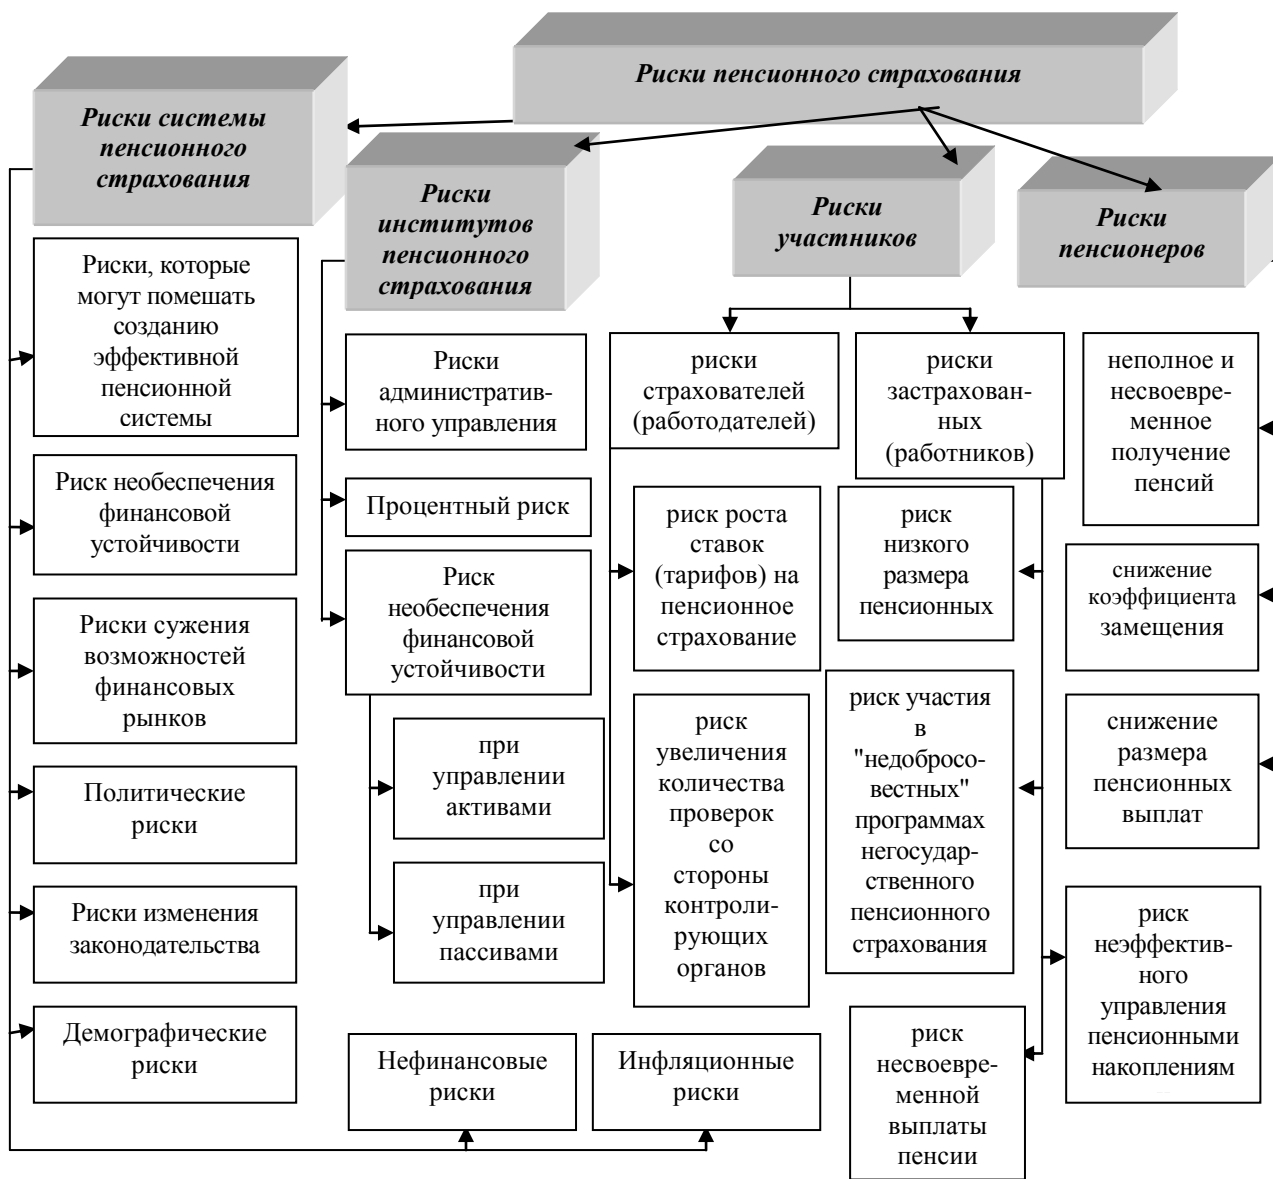 Риски пенсионного страхования
Риски системы
пенсионного
страхования
Риски
институтов
пенсионного
страхования
Риски
участников
Риски
пенсионеров
Риски, которые
могут помешать
созданию
эффективной
пенсионной
системы
Риск необеспечения
финансовой
устойчивости
Риски сужения
возможностей
финансовых
рынков
Политические
риски
Риски изменения
законодательства
Демографические
риски
Нефинансовые
риски
Инфляционные
риски
Риски
административ-
ного управления
Процентный риск
Риск
необеспечения
финансовой
устойчивости
при
управлении
активами
при
управлении
пассивами
риски
страхователей
(работодателей)
риск роста
ставок
(тарифов) на
пенсионное
страхование
риск
увеличения
количества
проверок
со
стороны
контроли-
рующих
органов
риски
застрахован-
ных
(работников)
риск
низкого
размера
пенсионных
риск участия
в
"недобросо-
вестных"
программах
негосударс-
твенного
пенсионного
страхования
риск
несвоевре-
менной
выплаты
пенсии
риск
неэффектив-
ного
управления
пенсионными
накоплениям
неполное и
несвоевре-
менное
получение
пенсий
снижение
коэффициента
замещения
снижение
размера
пенсионных
выплат